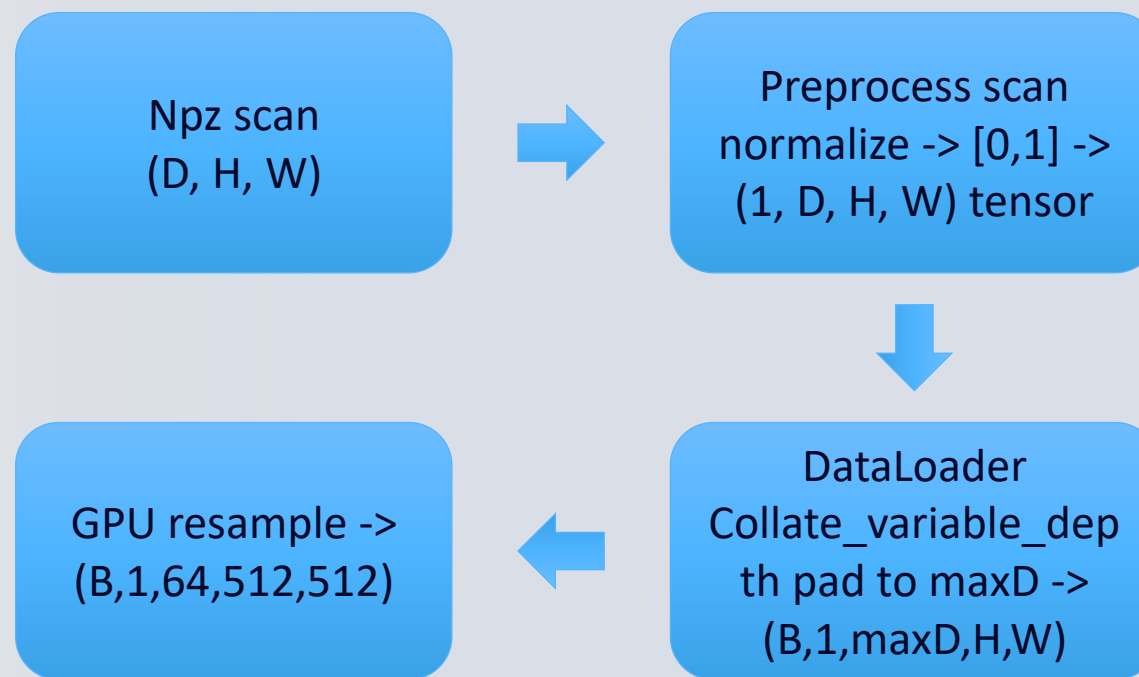 Npz scan
(D, H, W)
Preprocess scan
normalize -> [0,1] ->
(1, D, H, W) tensor
DataLoader
Collate_variable_dep
th pad to maxD ->
(B,1,maxD,H,W)
GPU resample ->
(B,1,64,512,512)